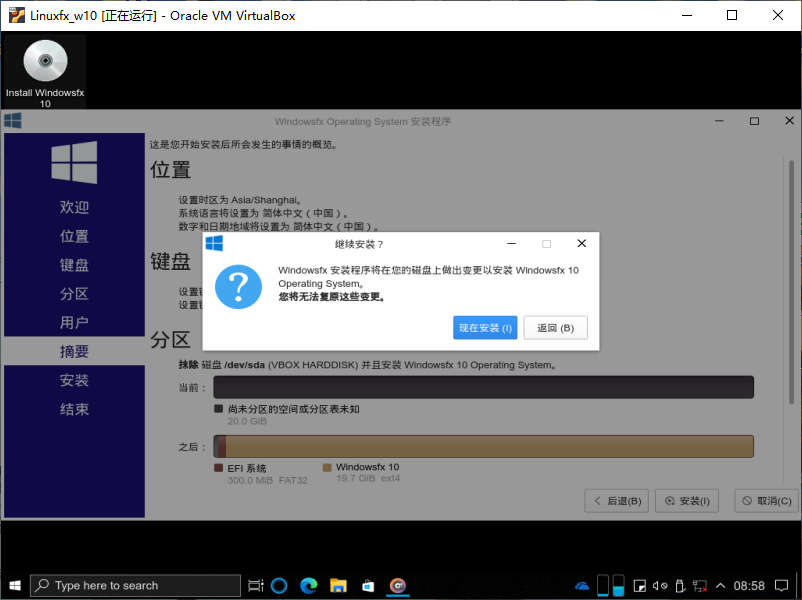 Linuxfx_w10 [正在运行] - Oracle VM VirtualBox
Install Windowsfx
10
Windowsfx Operating System 安装程序
欢迎
位置
键盘
分区
用户
摘要
安装
结束
这是您开始安装后所会发生的事情的概览。
位置
设置时区为 Asia/Shanghai。
系统语言将设置为 简体中文 ( 中国 ) 。
数字和日期地域将设置为 简体中文 ( 中国 ) 。
键盘
设置
设置
继续安装？
Windowsfx 安装程序将在您的磁盘上做出变更以安装 Windowsfx 10
Operating System。
您将无法复原这些变更。
现在安装 (I)
返回 (B)
分区
抹除 磁盘 /dev/sda (VBOX HARDDISK) 并且安装 Windowsfx 10 Operating System。
当前：
尚未分区的空间或分区表未知
20.0 GiB
之后：
EFI 系统
300.0 MiB FAT32
Windowsfx 10
19.7 GiB ext4
后退(B)
安装(I)
取消(C)
Type here to search
08:58